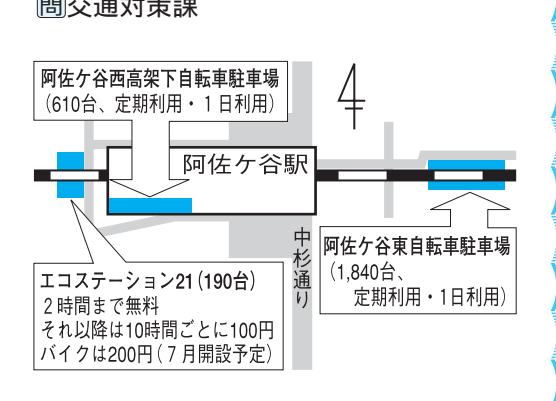 問交通対策課
阿佐ケ谷西高架下自転車駐車場
(610台、定期利用・1日利用)
阿佐ケ谷駅
中杉通り
阿佐ケ谷東自転車駐車場
(1,840台、
定期利用・1日利用)
エコステーション21(190台)
2時間まで無料
それ以降は10時間ごとに100円
バイクは200円(7月開設予定)